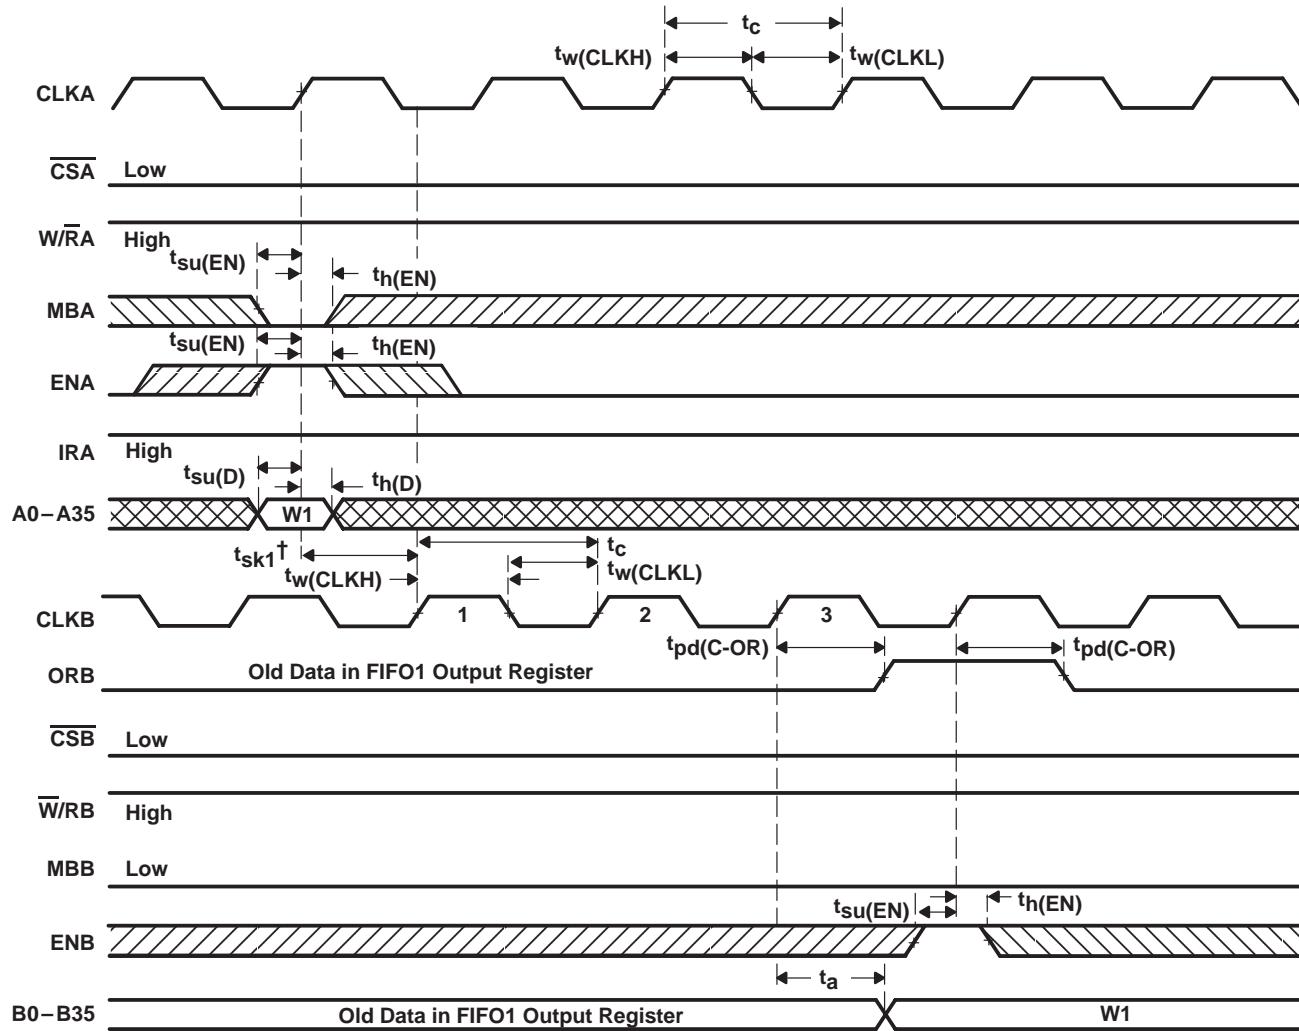 tc
tw(CLKH)
tw(CLKL)
CLKA
CSA
Low
W/RA
High
tsu(EN)
th(EN)
MBA
tsu(EN)
th(EN)
ENA
IRA
High
tsu(D)
th(D)
A0–A35
W1
tsk1†
tc
tw(CLKH)
tw(CLKL)
CLKB
1
2
3
tpd(C-OR)
tpd(C-OR)
ORB
Old Data in FIFO1 Output Register
CSB
Low
W/RB
High
MBB
Low
tsu(EN)
th(EN)
ENB
ta
B0–B35
Old Data in FIFO1 Output Register
W1